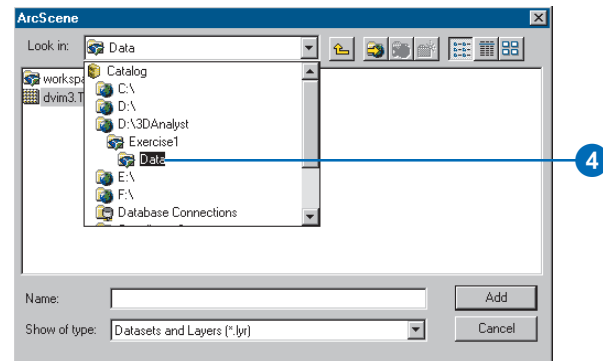 ArcScene
Look in: Data
Catalog
C:\
D:\
D:\3DAnalyst
Exercise1
Data
E:\
F:\
Database Connections
dvim3.T
4
Name: Add
Show of type: Datasets and Layers (*.lyr) Cancel